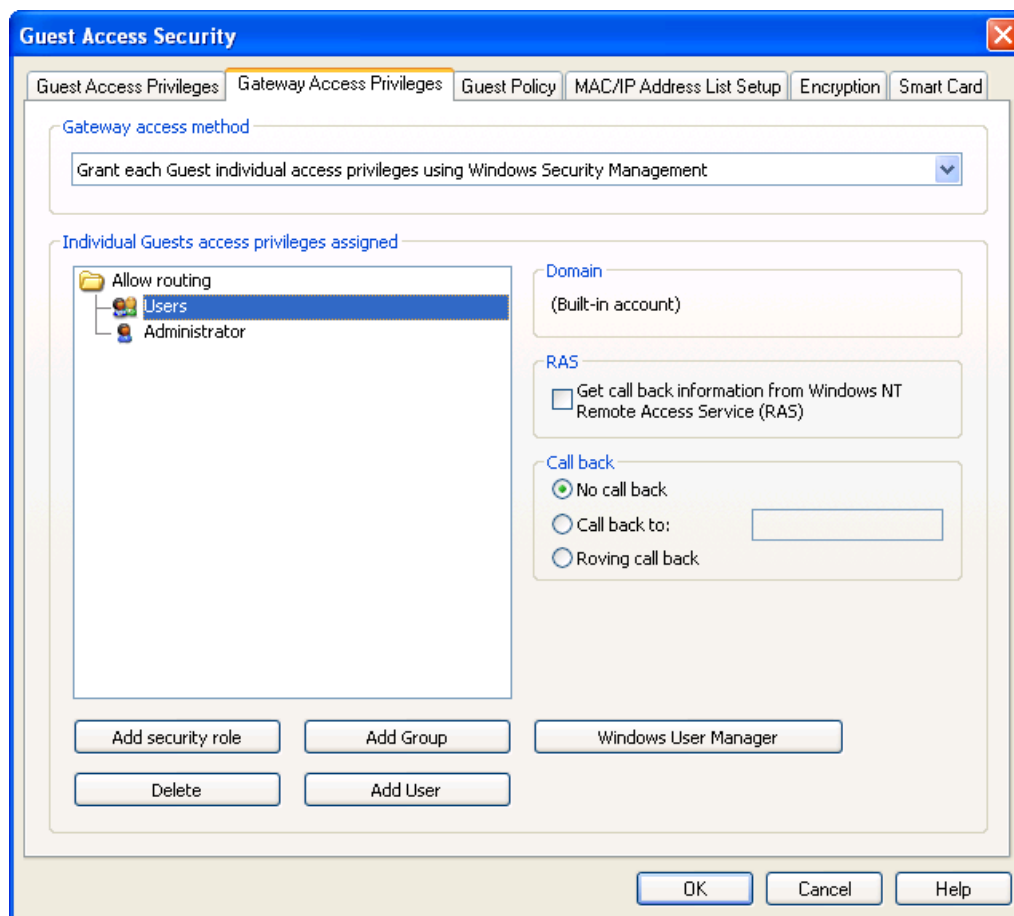 Guest Access Security
Guest Access Privileges
Gateway Access Privileges
Guest Policy
MAC/IP Address List Setup
Encryption
Smart Card
Gateway access method
Grant each Guest individual access privileges using Windows Security Management
Individual Guests access privileges assigned
Allow routing
Users
Administrator
Domain
(Built-in account)
RAS
Get call back information from Windows NT
Remote Access Service (RAS)
Call back
No call back
Call back to:
Roving call back
Add security role
Add Group
Windows User Manager
Delete
Add User
OK
Cancel
Help